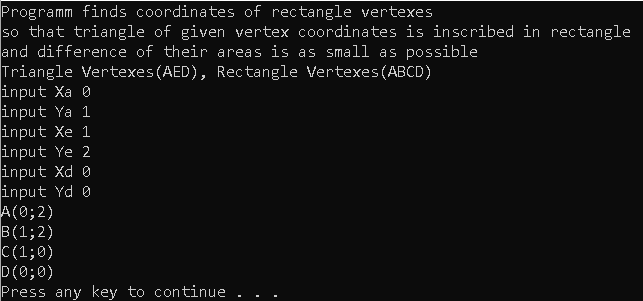 Programm finds coordinates of rectangle vertexes
so that triangle of given vertex coordinates is inscribed in rectangle
and difference of their areas is as small as possible
Triangle Vertexes(AED), Rectangle Vertexes(ABCD)
input Xa 0
input Ya 1
input Xe 1
input Ye 2
input Xd 0
input Yd 0
A(0;2)
B(1;2)
C(1;0)
D(0;0)
Press any key to continue . . .